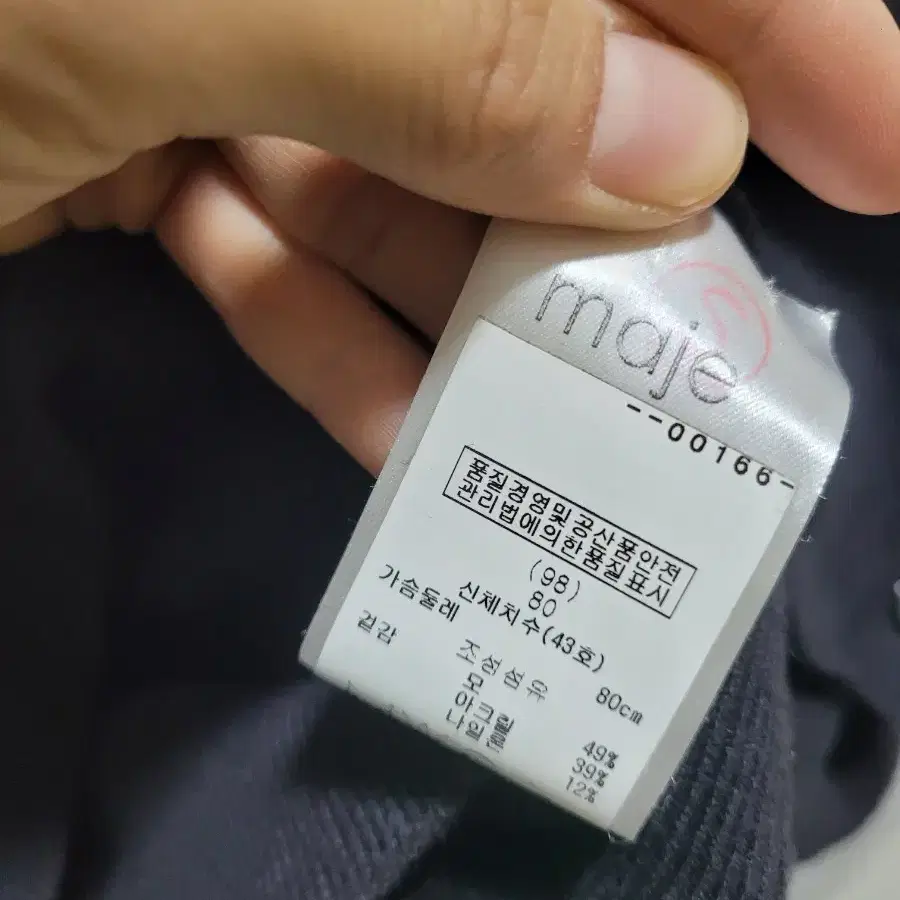 maje
--00166-
품질경영및공산품안전
관리법에의한품질표시
(98)
80
신체치수(43호)
가슴둘레 80cm
겉감 조성섬유
모 49%
아크릴 39%
나일론 12%